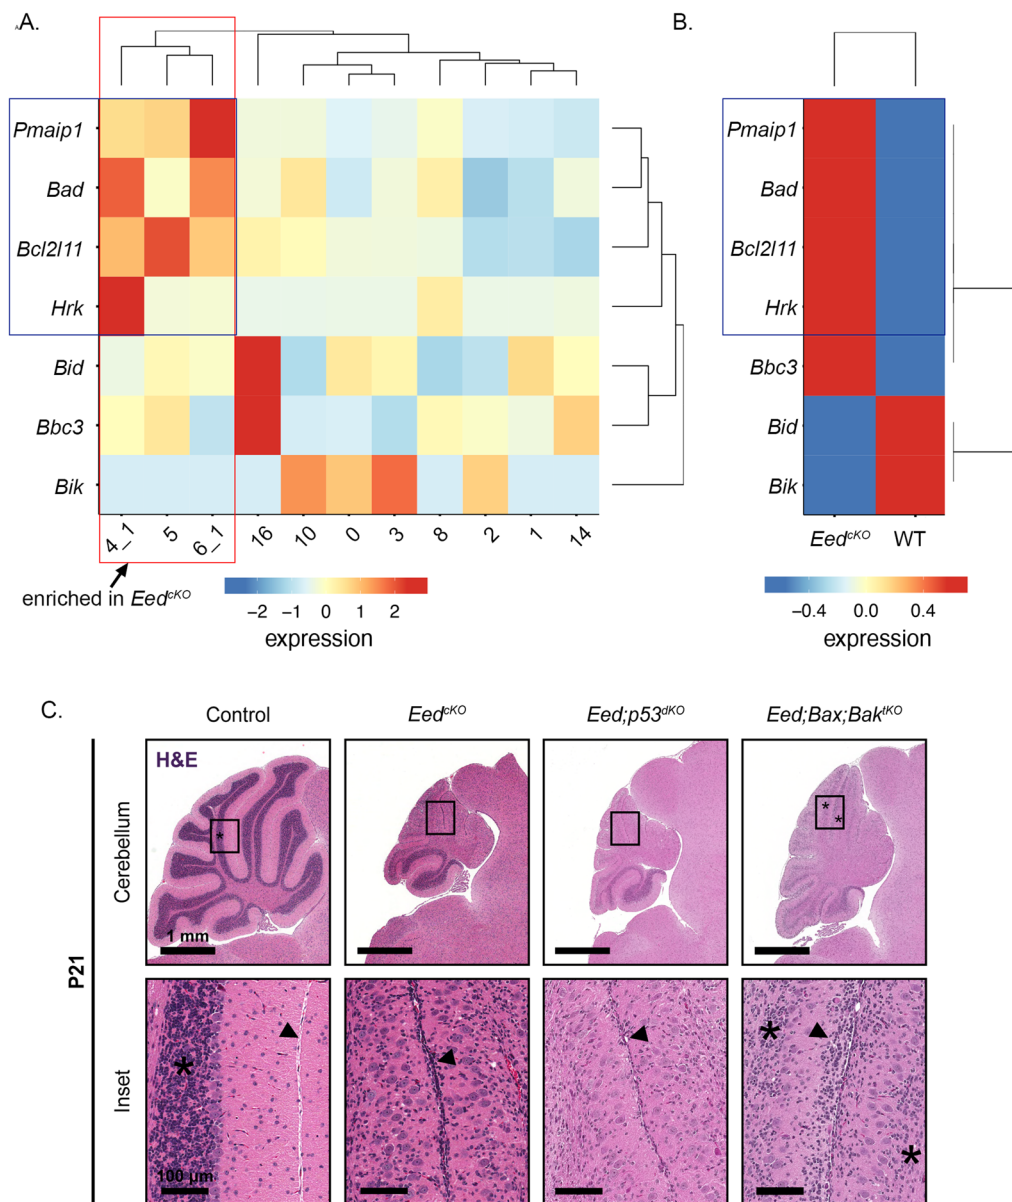 A.
Pmaip1
Bad
Bcl2l11
Hrk
Bid
Bbc3
Bik
4_1 5 6_1 16 10 0 3 8 2 1 14
enriched in EedcKO
−2 −1 0 1 2
expression
B.
Pmaip1
Bad
Bcl2l11
Hrk
Bbc3
Bid
Bik
EedcKO WT
−0.4 0.0 0.4
expression
C.
Control EedcKO Eed;p53dKO Eed;Bax;BaktKO
P21
Cerebellum
H&E
1 mm
Inset
100 µm